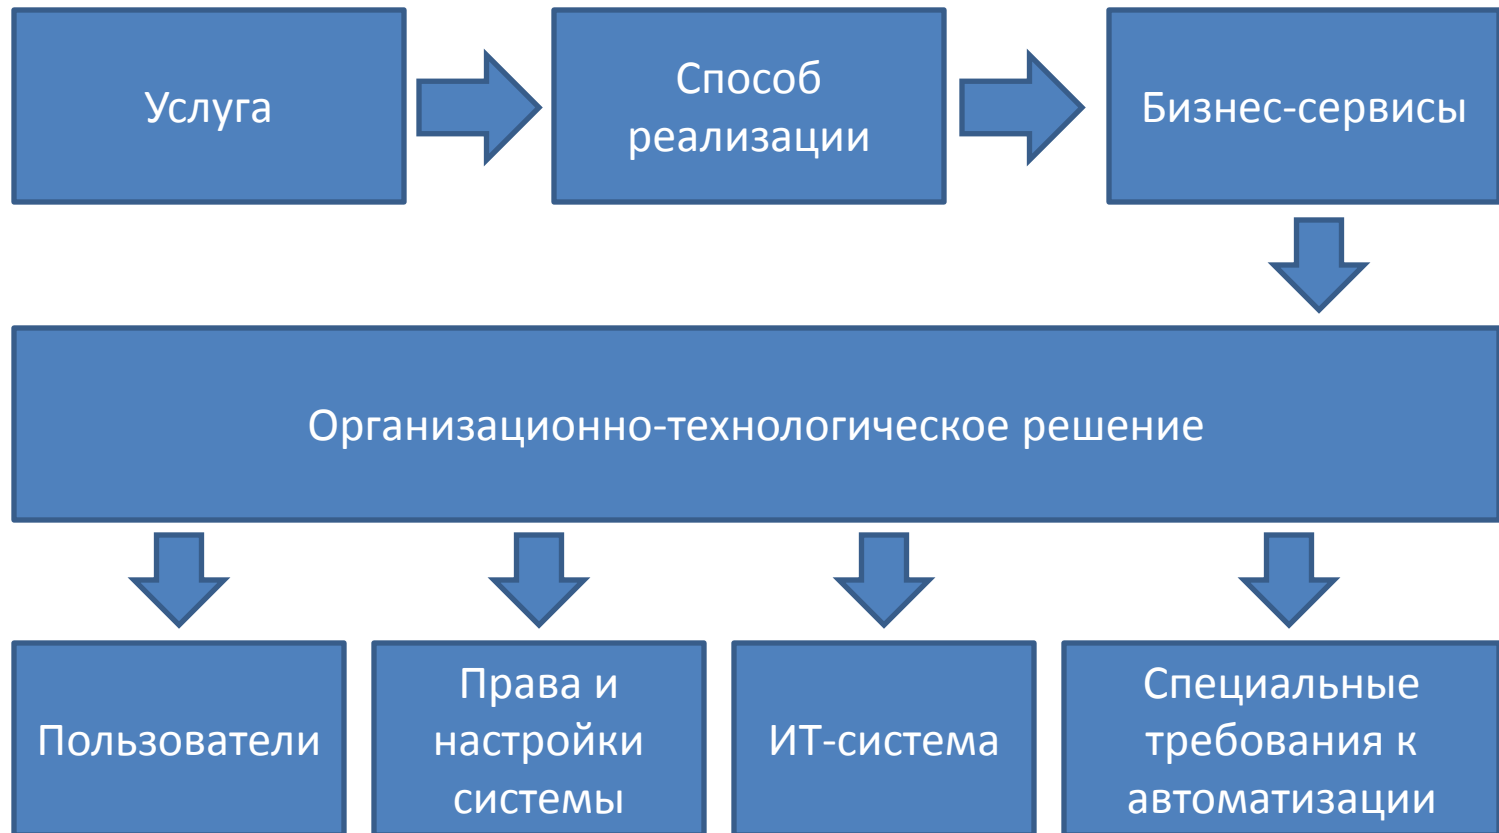 Услуга
Способ
реализации
Бизнес-сервисы
Организационно-технологическое решение
Пользователи
Права и
настройки
системы
ИТ-система
Специальные
требования к
автоматизации